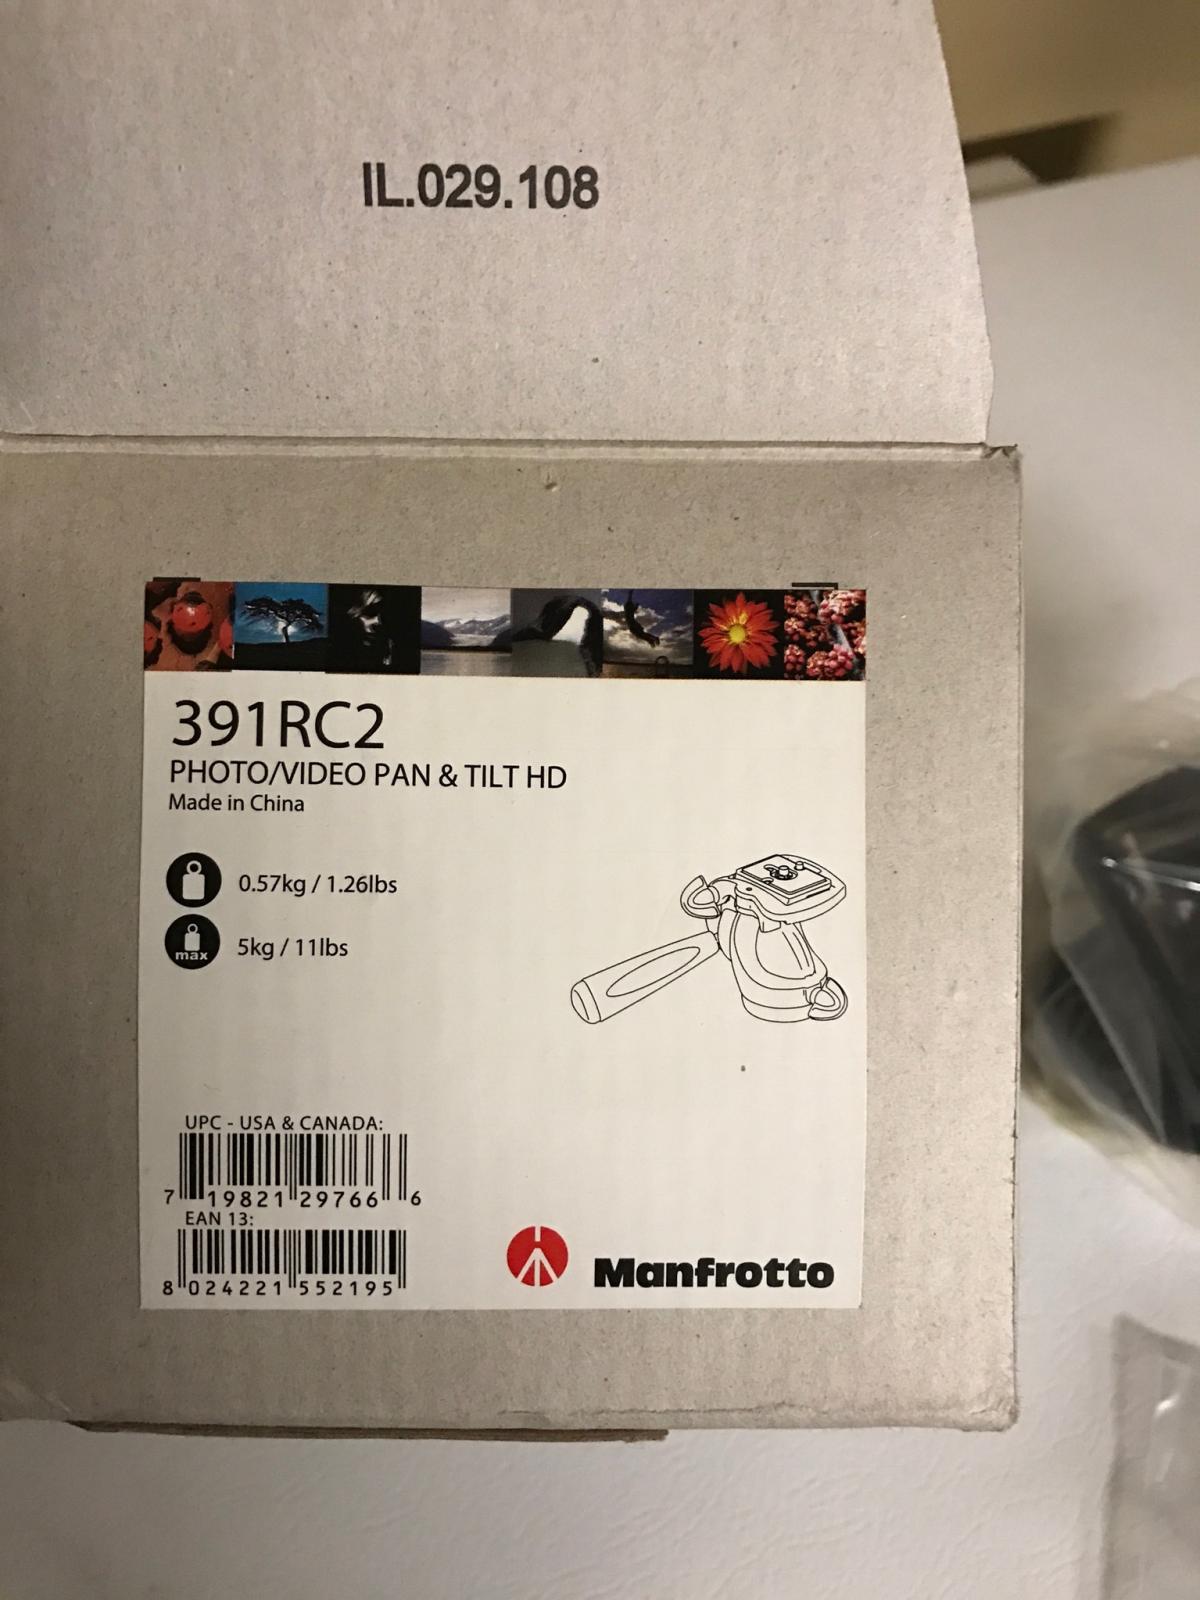 IL.029.108
391RC2
PHOTO/VIDEO PAN & TILT HD
Made in China
0.57kg / 1.26lbs
max
5kg / 11lbs
UPC - USA & CANADA:
7 19821 29766 6
EAN 13:
8 024221 552195
Manfrotto